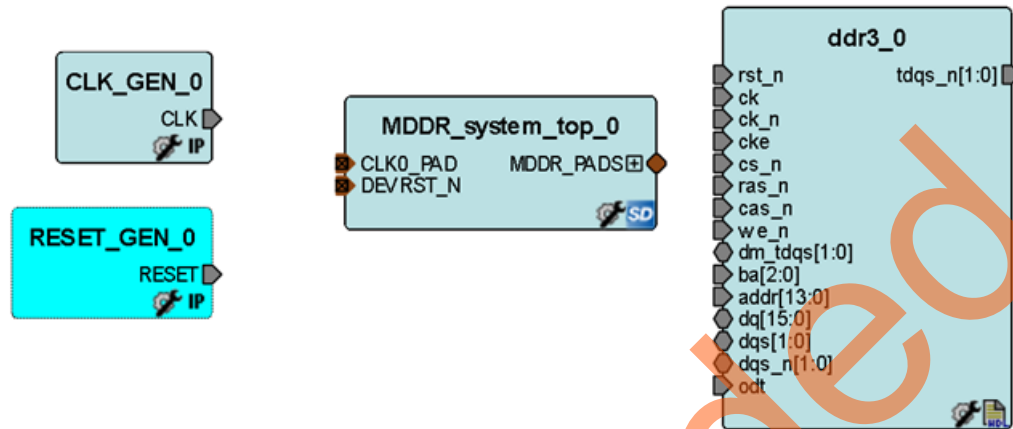 CLK_GEN_0
CLK
IP
RESET_GEN_0
RESET
IP
MDDR_system_top_0
CLK0_PAD MDDR_PADS
DEVRST_N
SD
ddr3_0
rst_n tdqs_n[1:0]
ck
ck_n
cke
cs_n
ras_n
cas_n
we_n
dm_tdqs[1:0]
ba[2:0]
addr[13:0]
dq[15:0]
dqs[1:0]
dqs_n[1:0]
odt
HDL
ded